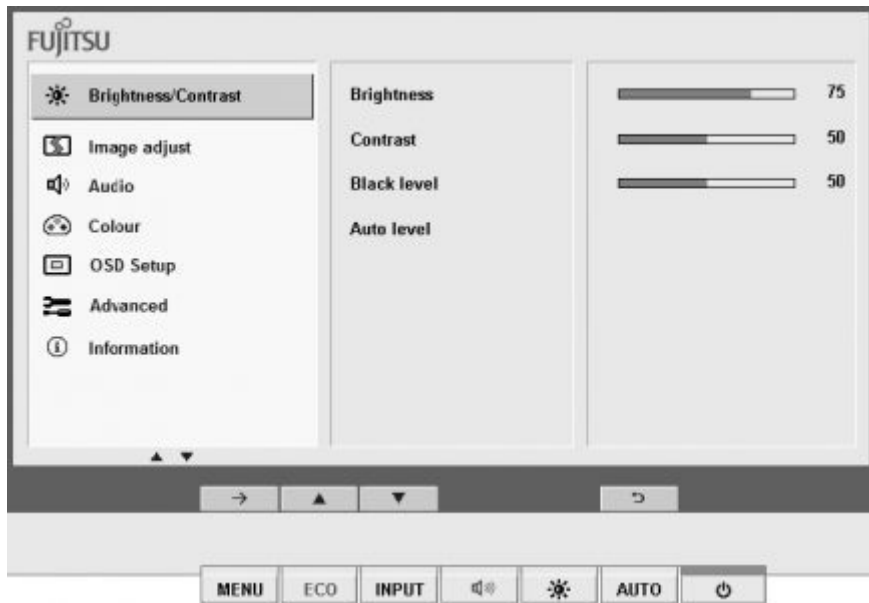 FUJITSU
Brightness/Contrast
Image adjust
Audio
Colour
OSD Setup
Advanced
Information
Brightness 75
Contrast 50
Black level 50
Auto level
MENU ECO INPUT AUTO